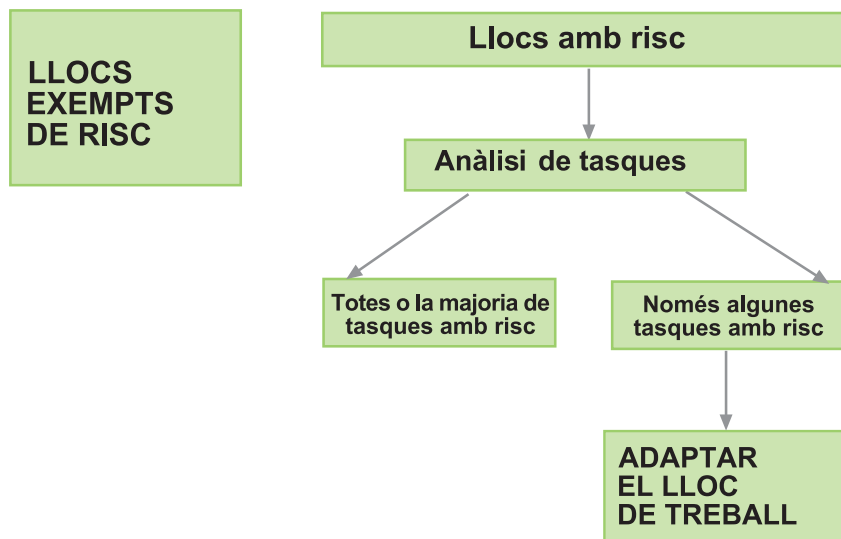 LLOCS
EXEMPTS
DE RISC
Llocs amb risc
Anàlisi de tasques
Totes o la majoria de
tasques amb risc
Només algunes
tasques amb risc
ADAPTAR
EL LLOC
DE TREBALL